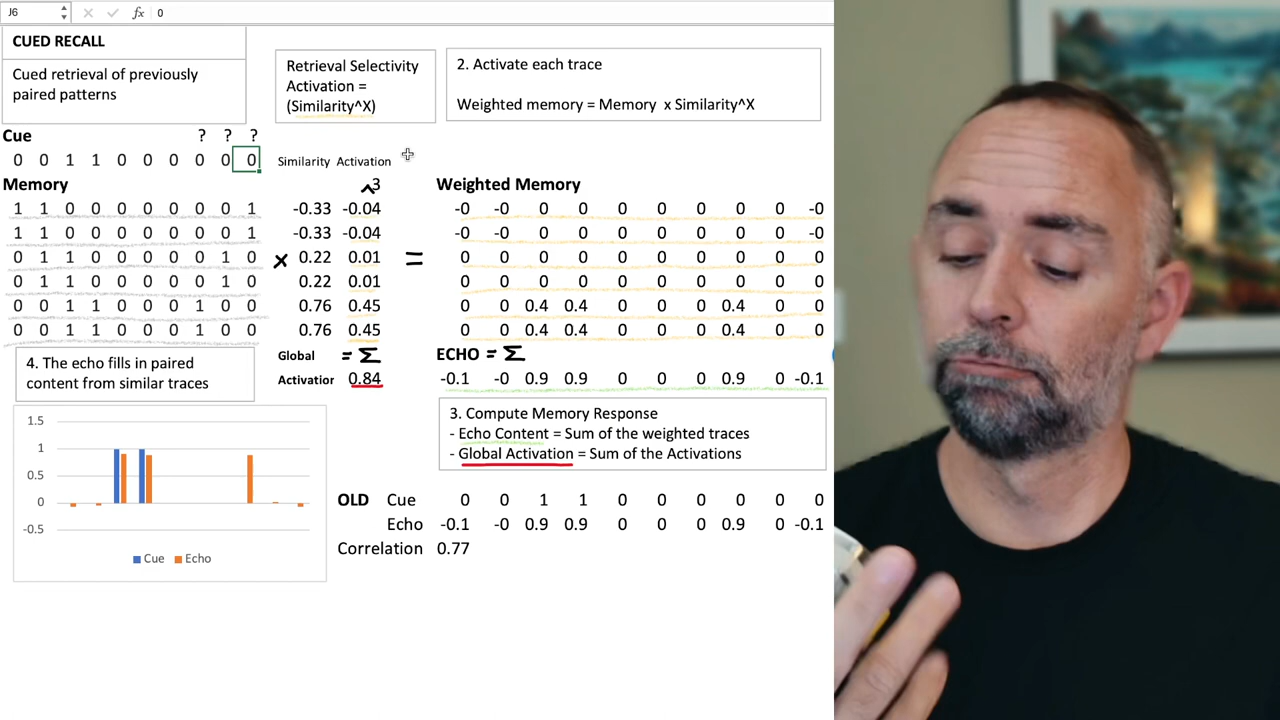 J6 fx 0
CUED RECALL
Cued retrieval of previously
paired patterns
Retrieval Selectivity
Activation =
(Similarity^X)
2. Activate each trace
Weighted memory = Memory x Similarity^X
Cue ? ? ?
0 0 1 1 0 0 0 0 0 0
Similarity Activation
Memory ^3 Weighted Memory
1 1 0 0 0 0 0 0 0 1 -0.33 -0.04 -0 -0 0 0 0 0 0 0 0 -0
1 1 0 0 0 0 0 0 0 1 -0.33 -0.04 -0 -0 0 0 0 0 0 0 0 -0
0 1 1 0 0 0 0 0 1 0 × 0.22 0.01 = 0 0 0 0 0 0 0 0 0 0
0 1 1 0 0 0 0 0 1 0 0.22 0.01 0 0 0 0 0 0 0 0 0 0
0 0 1 1 0 0 0 1 0 0 0.76 0.45 0 0 0.4 0.4 0 0 0 0.4 0 0
0 0 1 1 0 0 0 1 0 0 0.76 0.45 0 0 0.4 0.4 0 0 0 0.4 0 0
Global = Σ ECHO = Σ
Activation 0.84 -0.1 -0 0.9 0.9 0 0 0 0.9 0 -0.1
4. The echo fills in paired
content from similar traces
3. Compute Memory Response
- Echo Content = Sum of the weighted traces
- Global Activation = Sum of the Activations
1.5
1
0.5
0
-0.5
Cue Echo
OLD Cue 0 0 1 1 0 0 0 0 0 0
Echo -0.1 -0 0.9 0.9 0 0 0 0.9 0 -0.1
Correlation 0.77